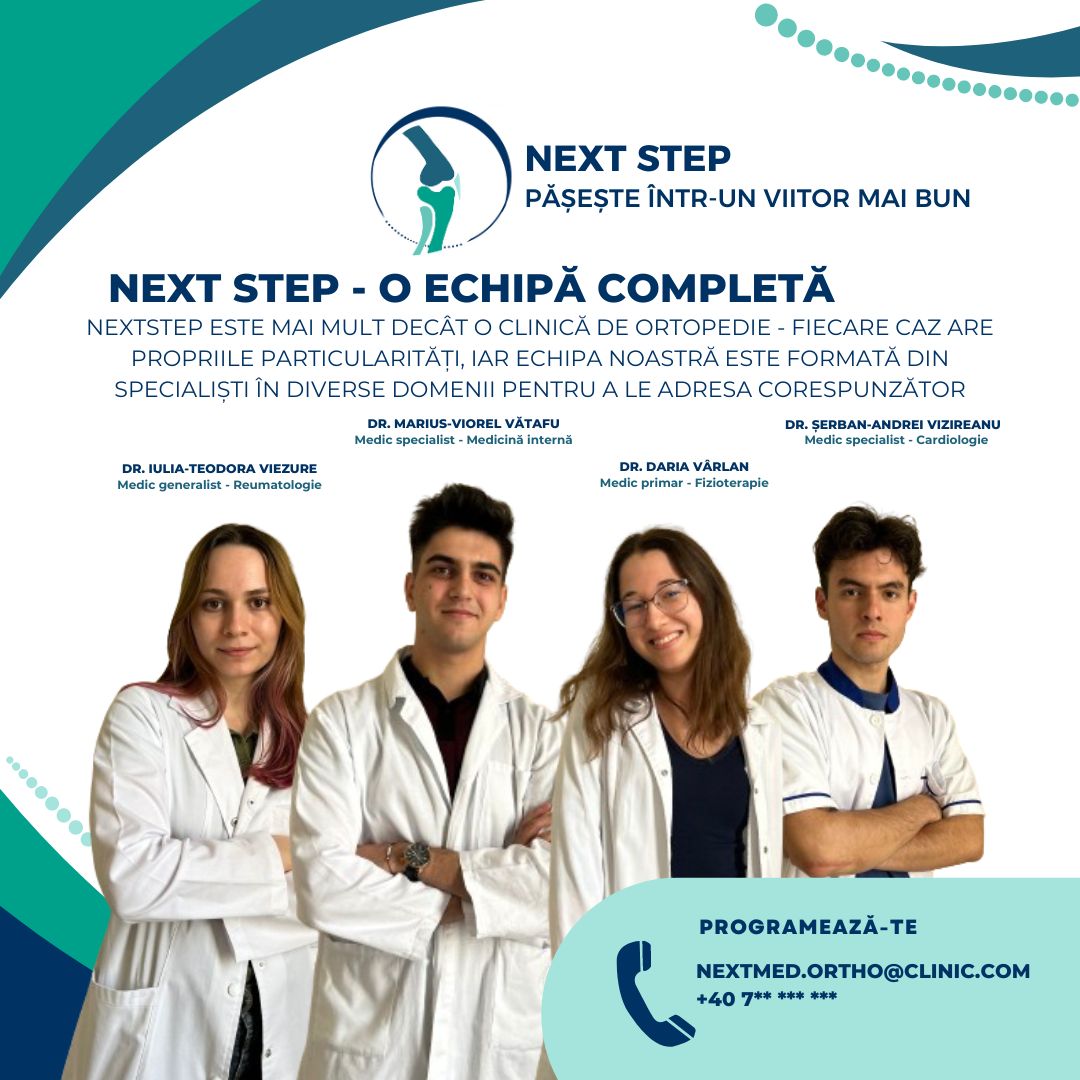 NEXT STEP
PĂȘEȘTE ÎNTR-UN VIITOR MAI BUN
NEXT STEP - O ECHIPĂ COMPLETĂ
NEXTSTEP ESTE MAI MULT DECÂT O CLINICĂ DE ORTOPEDIE - FIECARE CAZ ARE
PROPRIILE PARTICULARITĂȚI, IAR ECHIPA NOASTRĂ ESTE FORMATĂ DIN
SPECIALIȘTI ÎN DIVERSE DOMENII PENTRU A LE ADRESA CORESPUNZĂTOR
DR. IULIA-TEODORA VIEZURE
Medic generalist - Reumatologie
DR. MARIUS-VIOREL VĂTAFU
Medic specialist - Medicină internă
DR. DARIA VÂRLAN
Medic primar - Fizioterapie
DR. ȘERBAN-ANDREI VIZIREANU
Medic specialist - Cardiologie
PROGRAMEAZĂ-TE
NEXTMED.ORTHO@CLINIC.COM
+40 7** *** ***